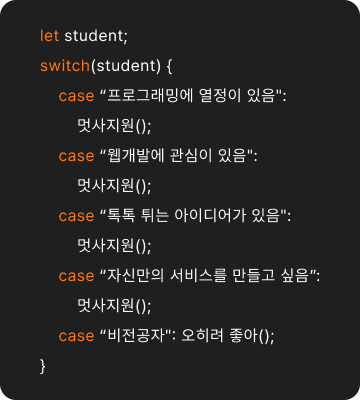 let student;
switch(student) {
case “프로그래밍에 열정이 있음":
멋사지원();
case “웹개발에 관심이 있음":
멋사지원();
case “톡톡 튀는 아이디어가 있음":
멋사지원();
case “자신만의 서비스를 만들고 싶음“:
멋사지원();
case “비전공자": 오히려 좋아();
}